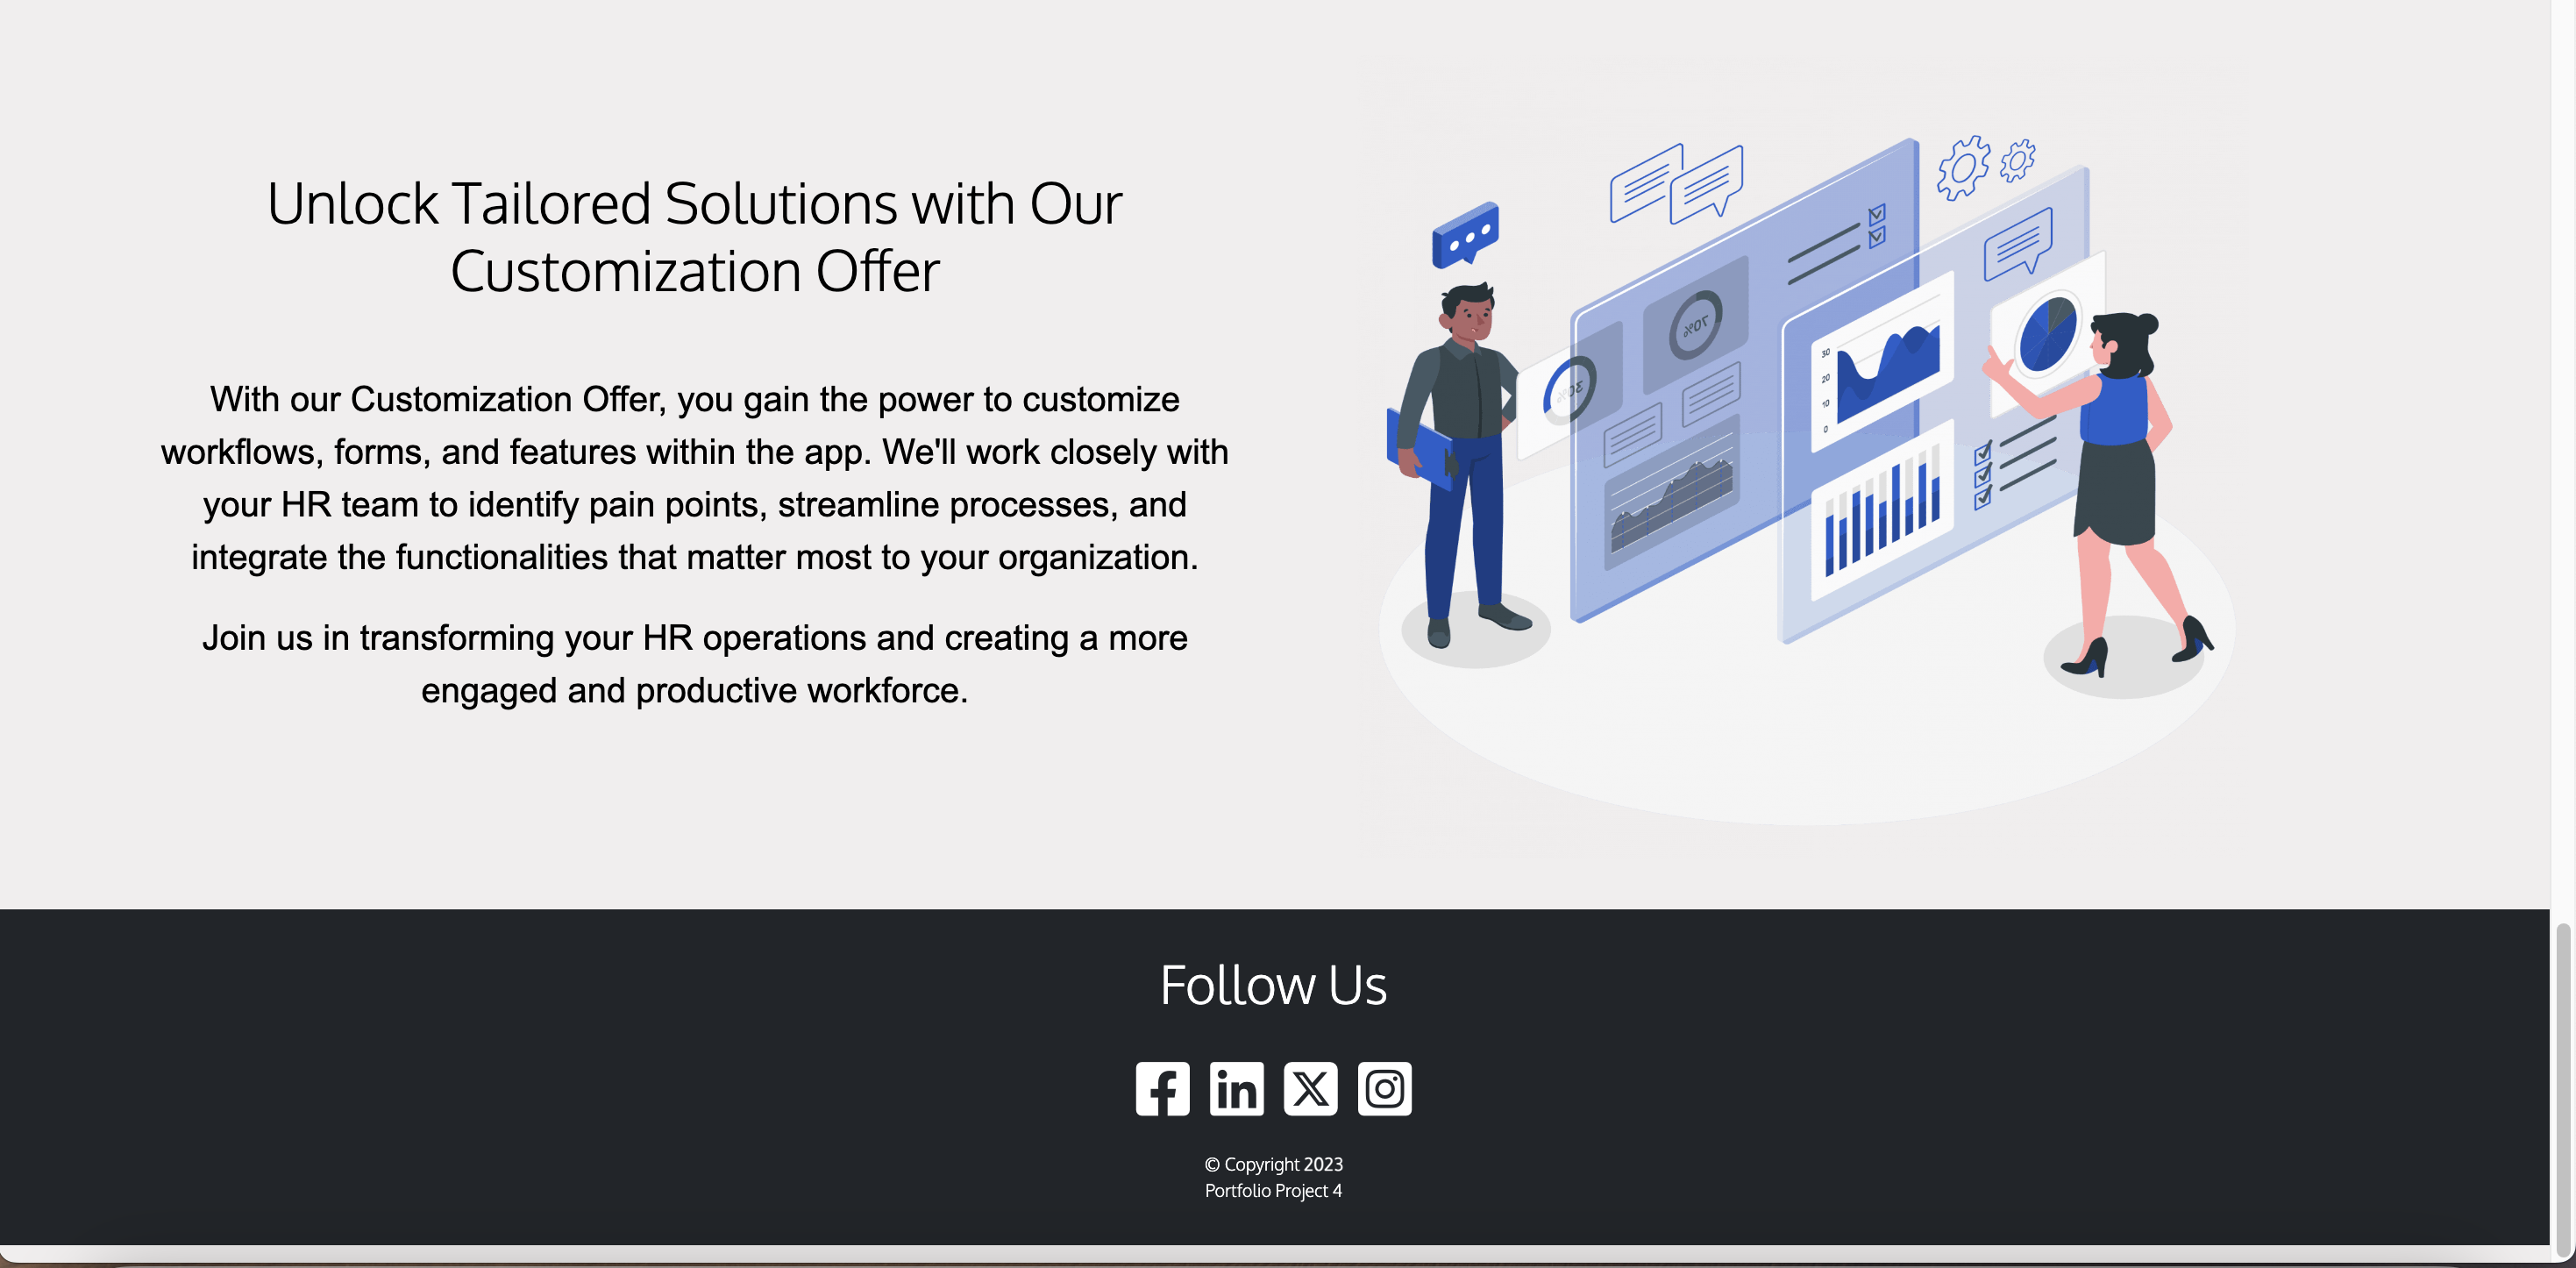 Unlock Tailored Solutions with Our
Customization Offer
With our Customization Offer, you gain the power to customize
workflows, forms, and features within the app. We'll work closely with
your HR team to identify pain points, streamline processes, and
integrate the functionalities that matter most to your organization.
Join us in transforming your HR operations and creating a more
engaged and productive workforce.
70%
30%
30
20
10
0
Follow Us
© Copyright 2023
Portfolio Project 4